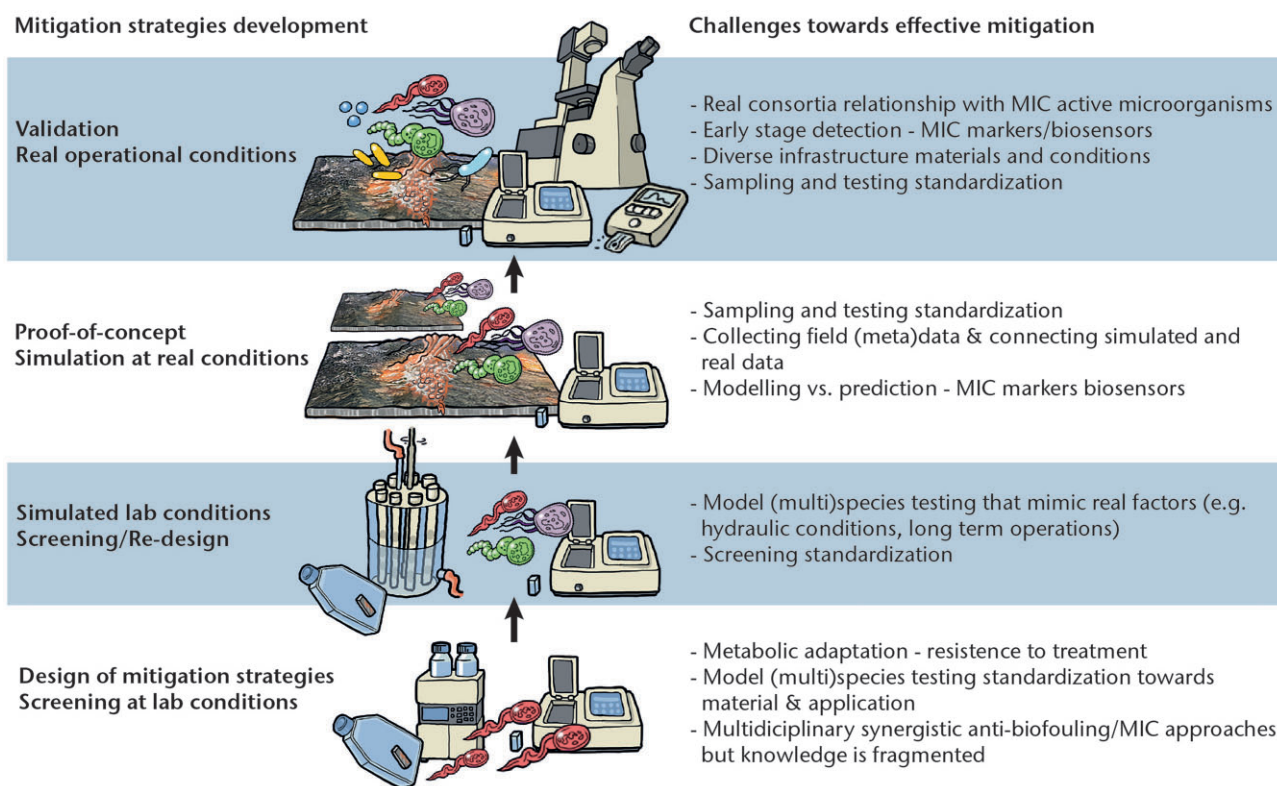 Mitigation strategies development
Challenges towards effective mitigation
Validation
Real operational conditions
- Real consortia relationship with MIC active microorganisms
- Early stage detection - MIC markers/biosensors
- Diverse infrastructure materials and conditions
- Sampling and testing standardization
Proof-of-concept
Simulation at real conditions
- Sampling and testing standardization
- Collecting field (meta)data & connecting simulated and
real data
- Modelling vs. prediction - MIC markers biosensors
Simulated lab conditions
Screening/Re-design
- Model (multi)species testing that mimic real factors (e.g.
hydraulic conditions, long term operations)
- Screening standardization
Design of mitigation strategies
Screening at lab conditions
- Metabolic adaptation - resistence to treatment
- Model (multi)species testing standardization towards
material & application
- Multidiciplinary synergistic anti-biofouling/MIC approaches
but knowledge is fragmented